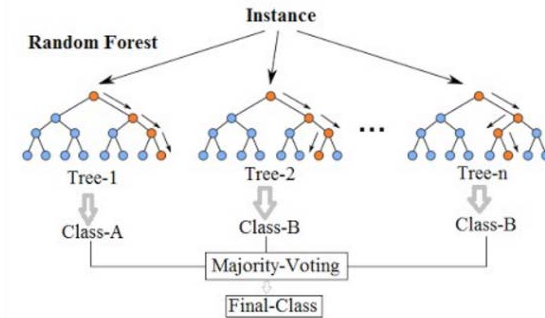 Instance
Random Forest
...
Tree-1
Tree-2
Tree-n
Class-A
Class-B
Class-B
Majority-Voting
Final-Class